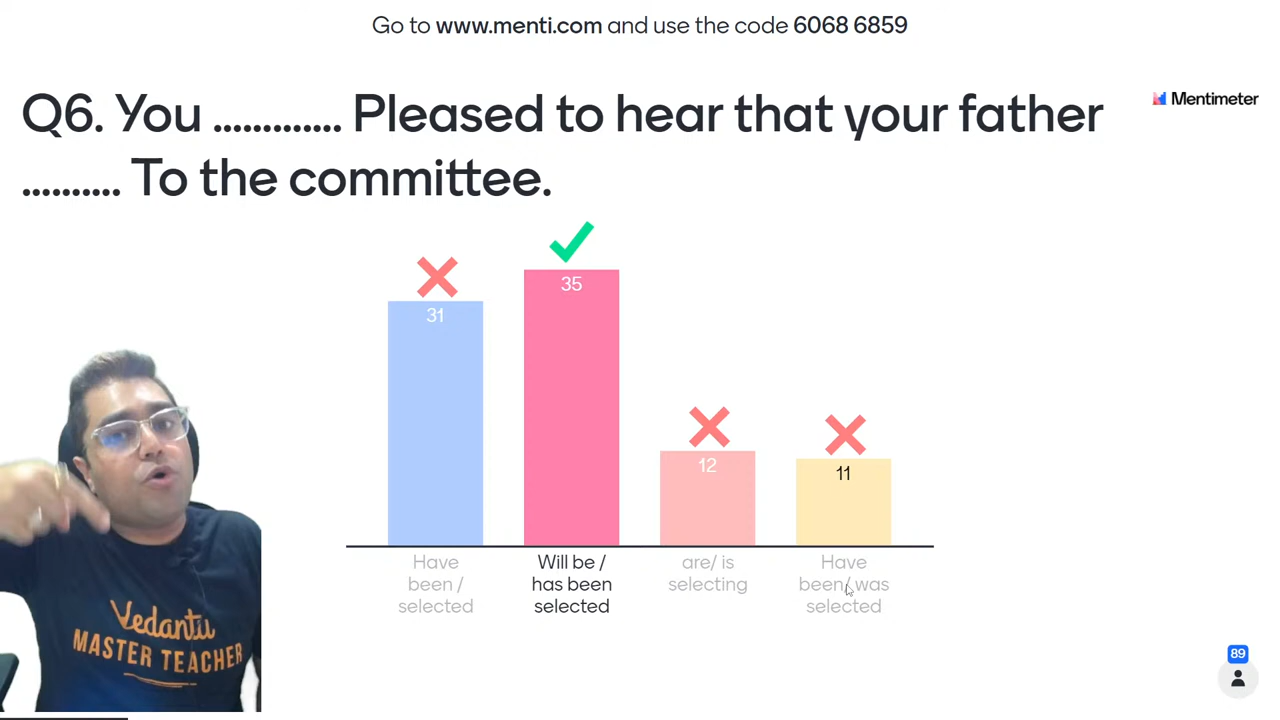 Go to www.menti.com and use the code 6068 6859
Q6. You ............. Pleased to hear that your father
.......... To the committee.
Mentimeter
31
35
12
11
Have
been /
selected
Will be /
has been
selected
are/ is
selecting
Have
been/ was
selected
Vedantu
MASTER TEACHER
89